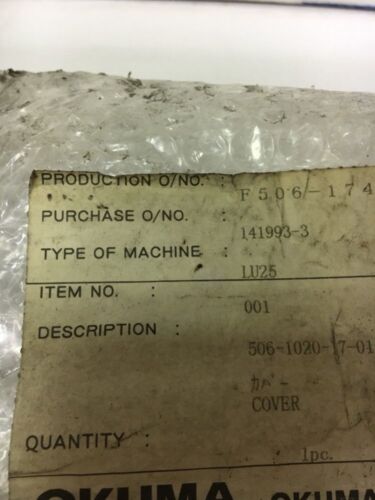 PRODUCTION O/NO. : F506-174
PURCHASE O/NO. : 141993-3
TYPE OF MACHINE : LU25
ITEM NO. : 001
DESCRIPTION : 506-1020-17-01
カバー
COVER
QUANTITY : 1pc.
OKUMA OKUMA